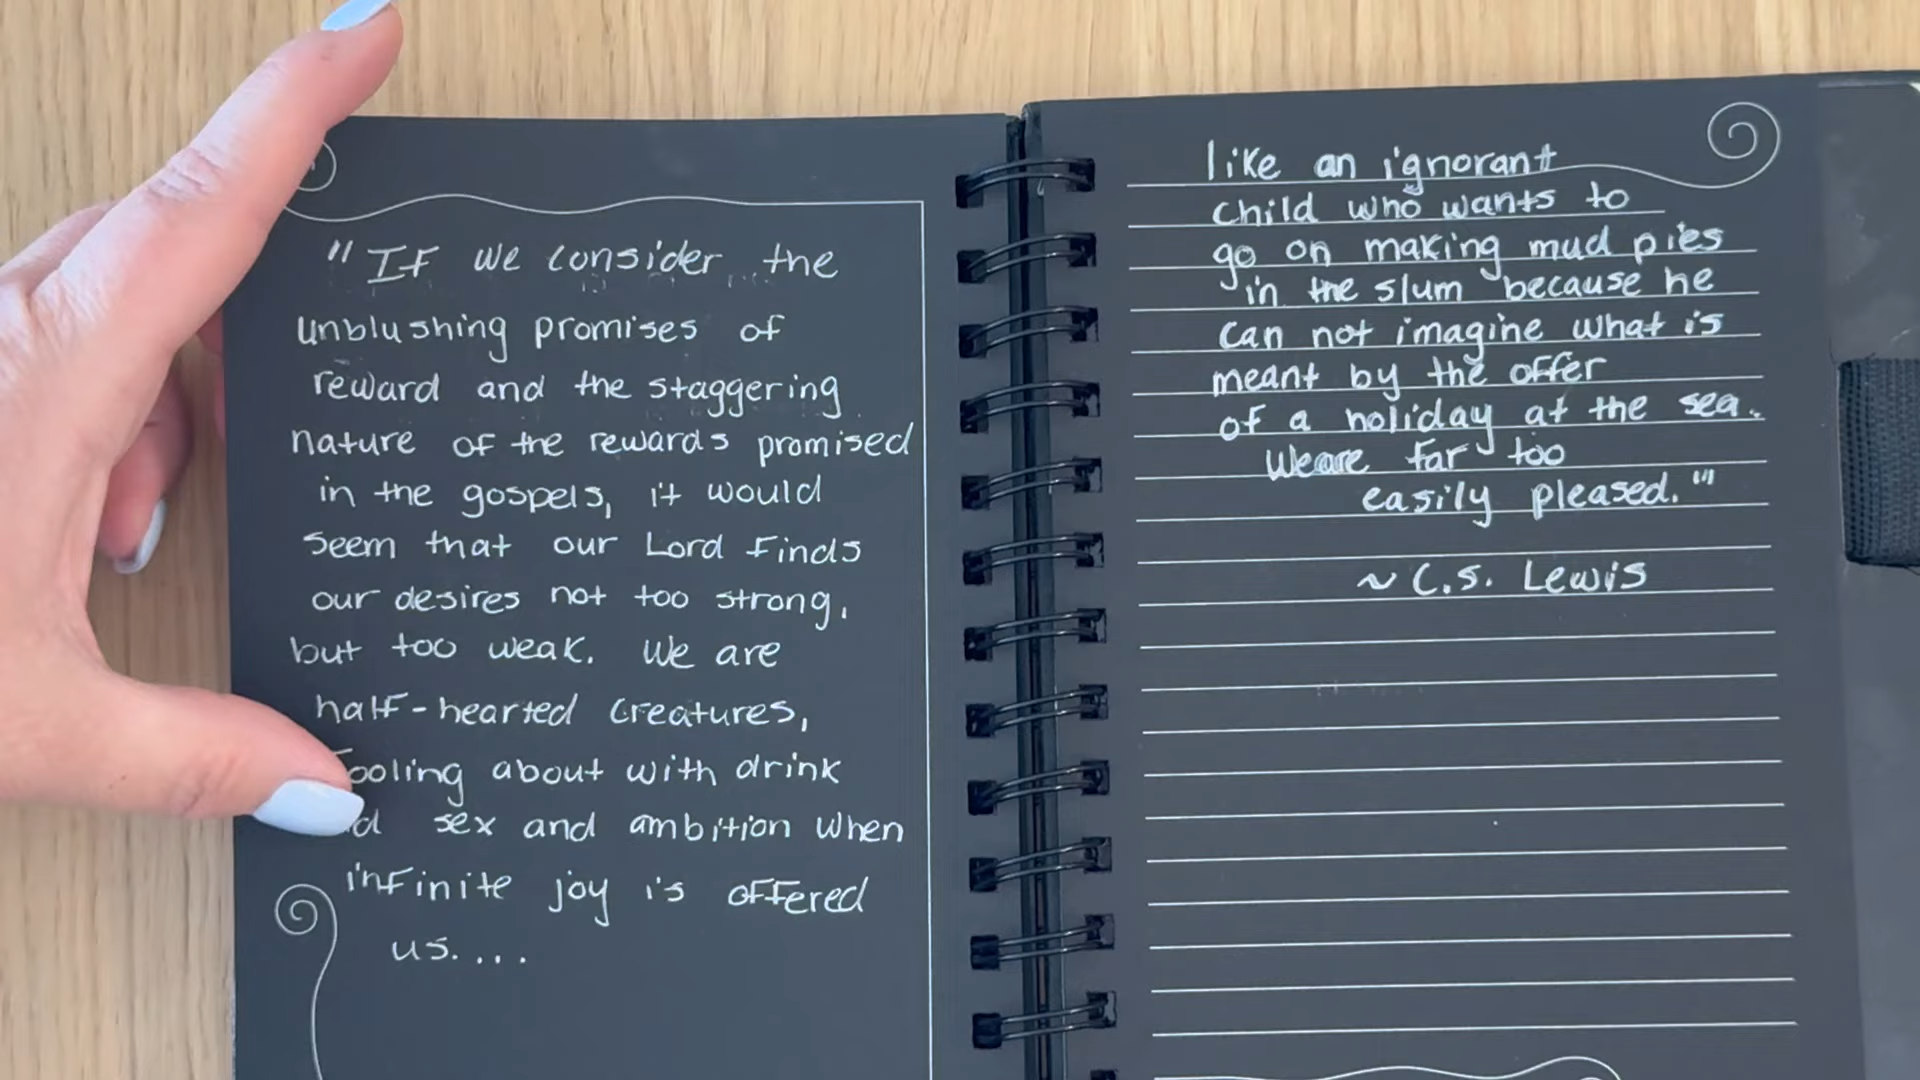 "If we consider the
unblushing promises of
reward and the staggering
nature of the rewards promised
in the gospels, it would
seem that our Lord finds
our desires not too strong,
but too weak. We are
half-hearted creatures,
fooling about with drink
sex and ambition when
infinite joy is offered
us....
like an ignorant
child who wants to
go on making mud pies
in the slum because he
can not imagine what is
meant by the offer
of a holiday at the sea.
We are far too
easily pleased."
~ C.S. Lewis